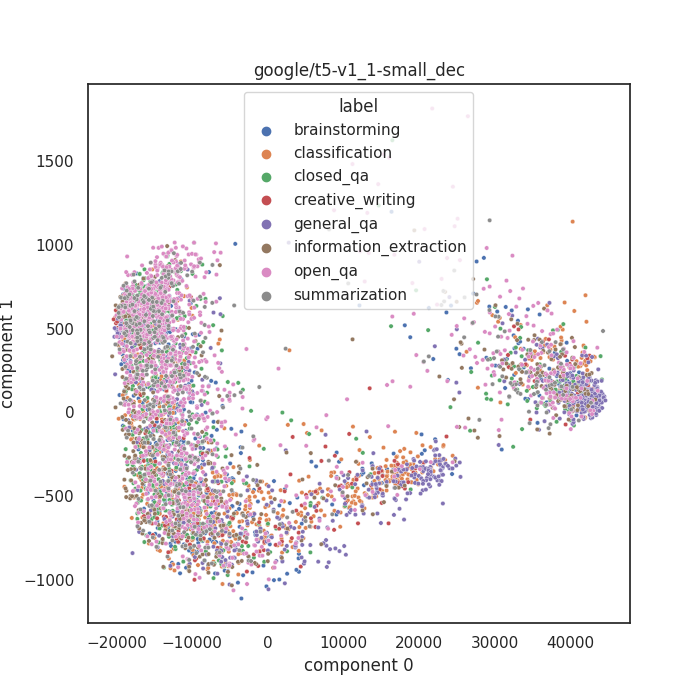 google/t5-v1_1-small_dec
label
brainstorming
classification
closed_qa
creative_writing
general_qa
information_extraction
open_qa
summarization
1500
1000
500
0
−500
−1000
component 1
−20000 −10000 0 10000 20000 30000 40000
component 0